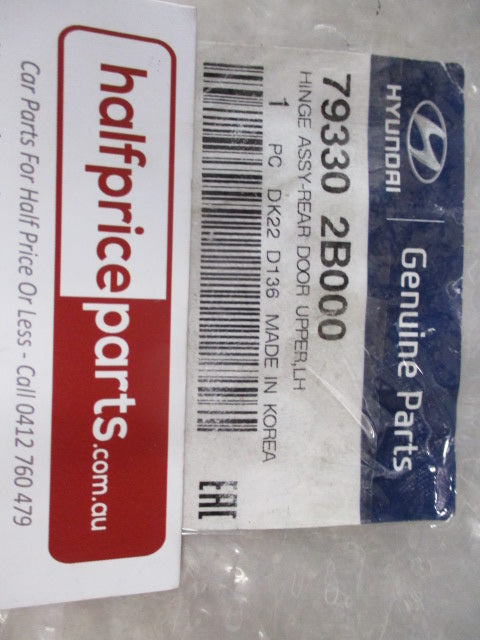 HYUNDAI
Genuine Parts
79330 2B000
HINGE ASSY-REAR DOOR UPPER,LH
1 PC DK22 D136 MADE IN KOREA
EAC
halfpriceparts.com.au
Car Parts For Half Price Or Less - Call 0412 760 479